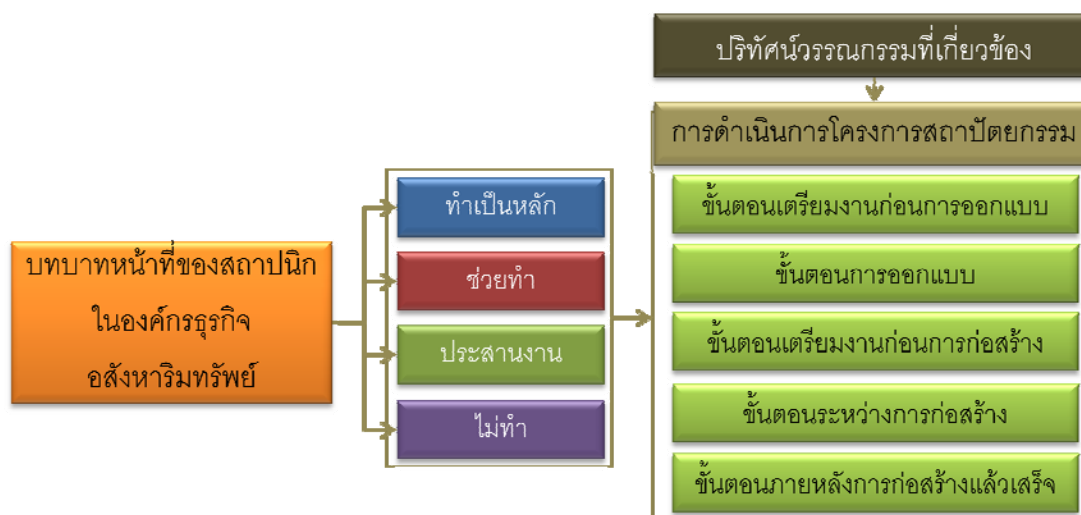 ปริทัศน์วรรณกรรมที่เกี่ยวข้อง
การดำเนินการโครงการสถาปัตยกรรม
บทบาทหน้าที่ของสถาปนิก
ในองค์กรธุรกิจ
อสังหาริมทรัพย์
ทำเป็นหลัก
ช่วยทำ
ประสานงาน
ไม่ทำ
ขั้นตอนเตรียมงานก่อนการออกแบบ
ขั้นตอนการออกแบบ
ขั้นตอนเตรียมงานก่อนการก่อสร้าง
ขั้นตอนระหว่างการก่อสร้าง
ขั้นตอนภายหลังการก่อสร้างแล้วเสร็จ